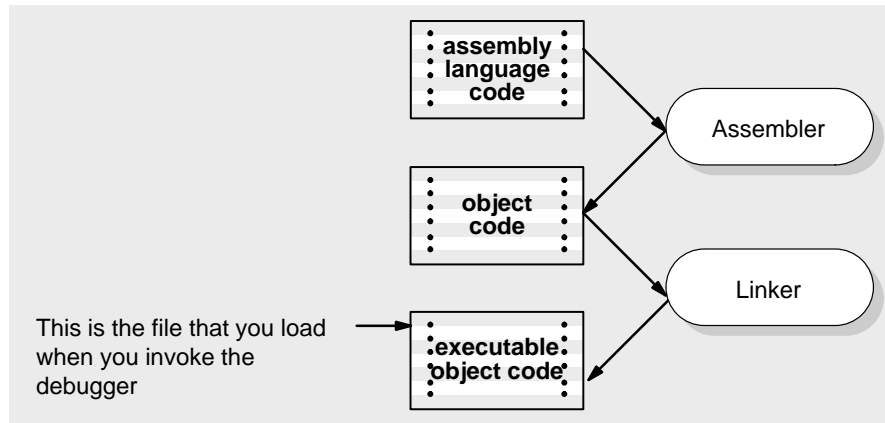 assembly
language
code
Assembler
object
code
Linker
This is the file that you load
when you invoke the
debugger
executable
object code